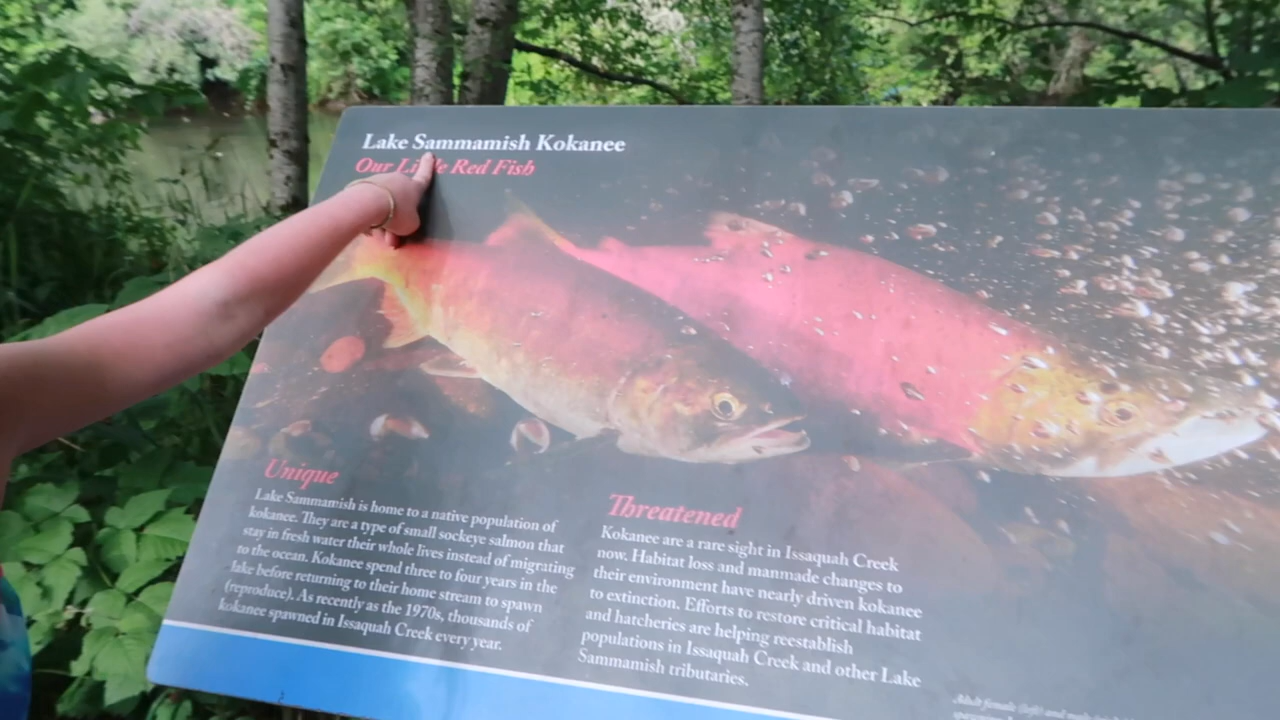 Lake Sammamish Kokanee
Our Little Red Fish
Unique
Lake Sammamish is home to a native population of
kokanee. They are a type of small sockeye salmon that
stay in fresh water their whole lives instead of migrating
to the ocean. Kokanee spend three to four years in the
lake before returning to their home stream to spawn
(reproduce). As recently as the 1970s, thousands of
kokanee spawned in Issaquah Creek every year.
Threatened
Kokanee are a rare sight in Issaquah Creek
now. Habitat loss and manmade changes to
their environment have nearly driven kokanee
to extinction. Efforts to restore critical habitat
and hatcheries are helping reestablish
populations in Issaquah Creek and other Lake
Sammamish tributaries.
Adult female (left) and